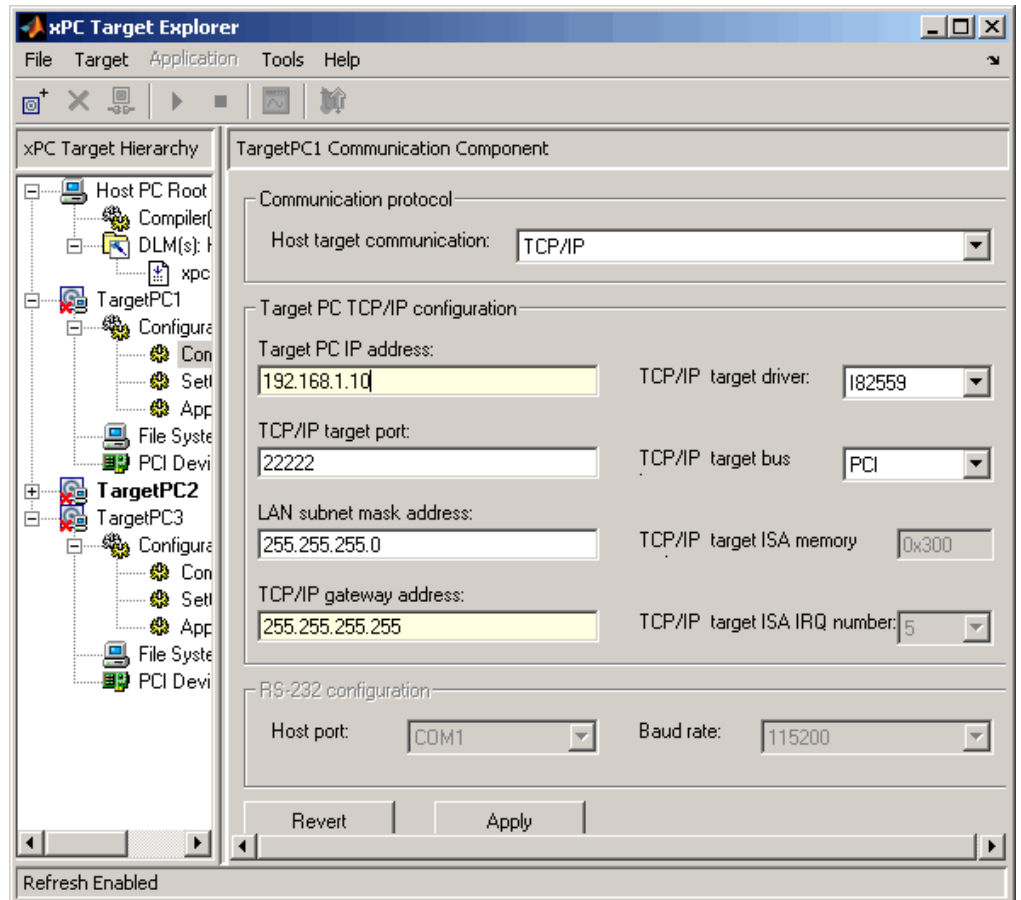 xPC Target Explorer
File Target Application Tools Help
xPC Target Hierarchy
TargetPC1 Communication Component
Host PC Root
Compiler(
DLM(s): H
xpc
TargetPC1
Configura
Con
Sett
App
File Syste
PCI Devi
TargetPC2
TargetPC3
Configura
Con
Sett
App
File Syste
PCI Devi
Communication protocol
Host target communication: TCP/IP
Target PC TCP/IP configuration
Target PC IP address:
192.168.1.10
TCP/IP target driver: I82559
TCP/IP target port:
22222
TCP/IP target bus PCI
LAN subnet mask address:
255.255.255.0
TCP/IP target ISA memory 0x300
TCP/IP gateway address:
255.255.255.255
TCP/IP target ISA IRQ number: 5
RS-232 configuration
Host port: COM1 Baud rate: 115200
Revert Apply
Refresh Enabled